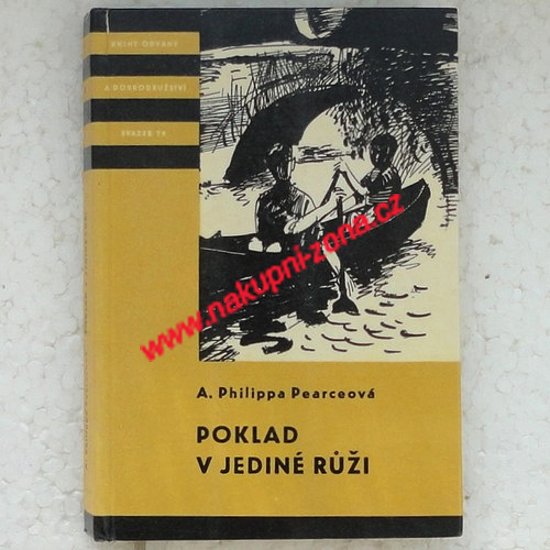 KNIHY ODVAHY
A DOBRODRUŽSTVÍ
A. Philippa Pearceová
POKLAD
V JEDINÉ RŮŽI
www.nakupni-zona.cz